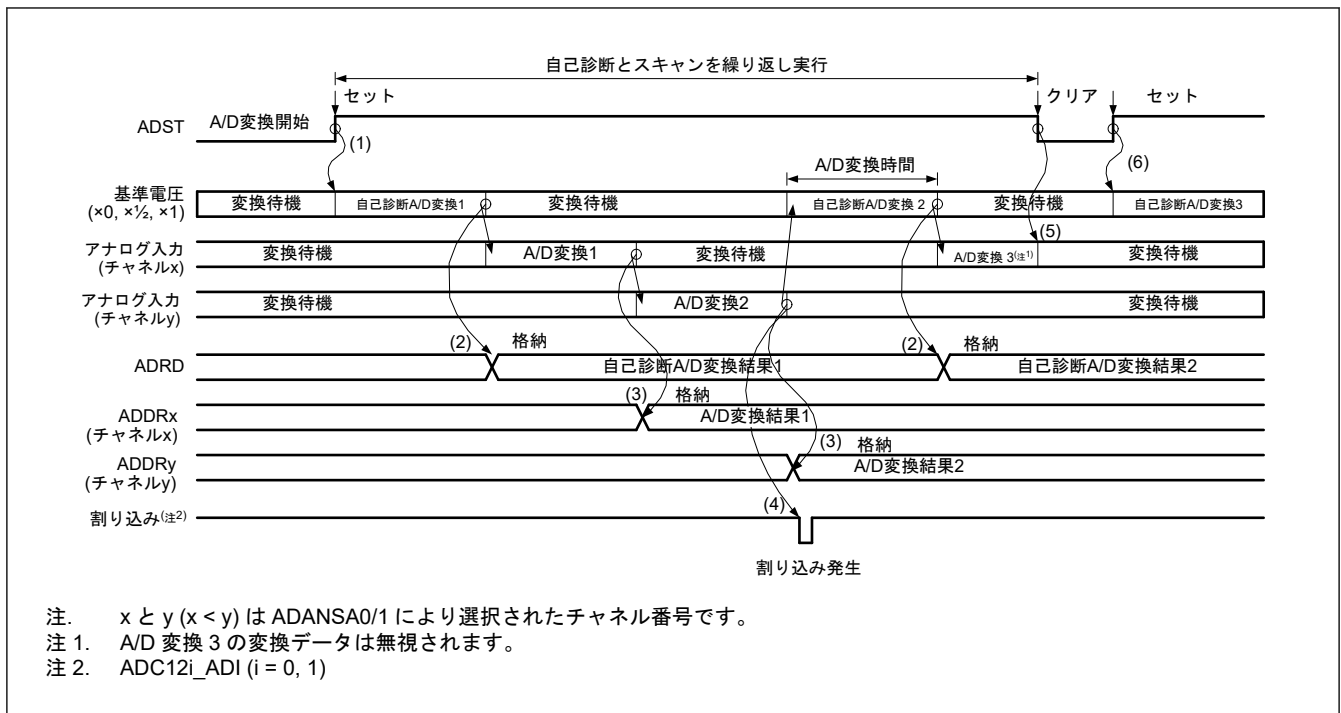 自己診断とスキャンを繰り返し実行
セット
クリア
セット
ADST
A/D変換開始
(1)
(6)
A/D変換時間
基準電圧
(×0, ×½, ×1)
変換待機
自己診断A/D変換1
変換待機
自己診断A/D変換 2
変換待機
自己診断A/D変換3
(5)
アナログ入力
(チャネルx)
変換待機
A/D変換1
変換待機
A/D変換 3(注1)
変換待機
アナログ入力
(チャネルy)
変換待機
A/D変換2
変換待機
ADRD
(2)
格納
自己診断A/D変換結果1
(2)
格納
自己診断A/D変換結果2
ADDRx
(チャネルx)
(3)
格納
A/D変換結果1
ADDRy
(チャネルy)
(3)
格納
A/D変換結果2
割り込み(注2)
(4)
割り込み発生
注. x と y (x < y) は ADANSA0/1 により選択されたチャネル番号です。
注 1. A/D 変換 3 の変換データは無視されます。
注 2. ADC12i_ADI (i = 0, 1)